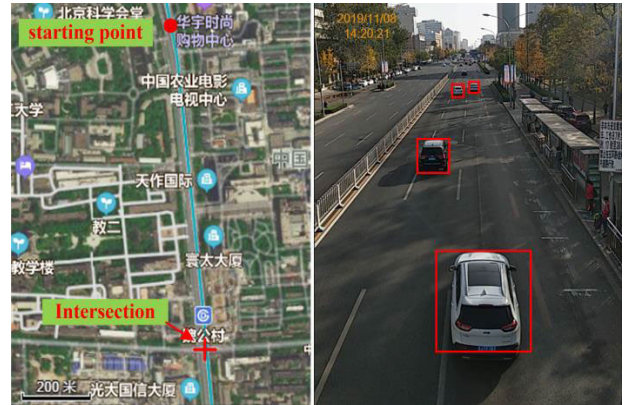 北京科学会堂
starting point
华宇时尚
购物中心
中国农业电影
电视中心
大学
天作国际
教二
教学楼
寰太大厦
Intersection
魏公村
200 米
光大国信大厦
2019/11/08
14:20:21